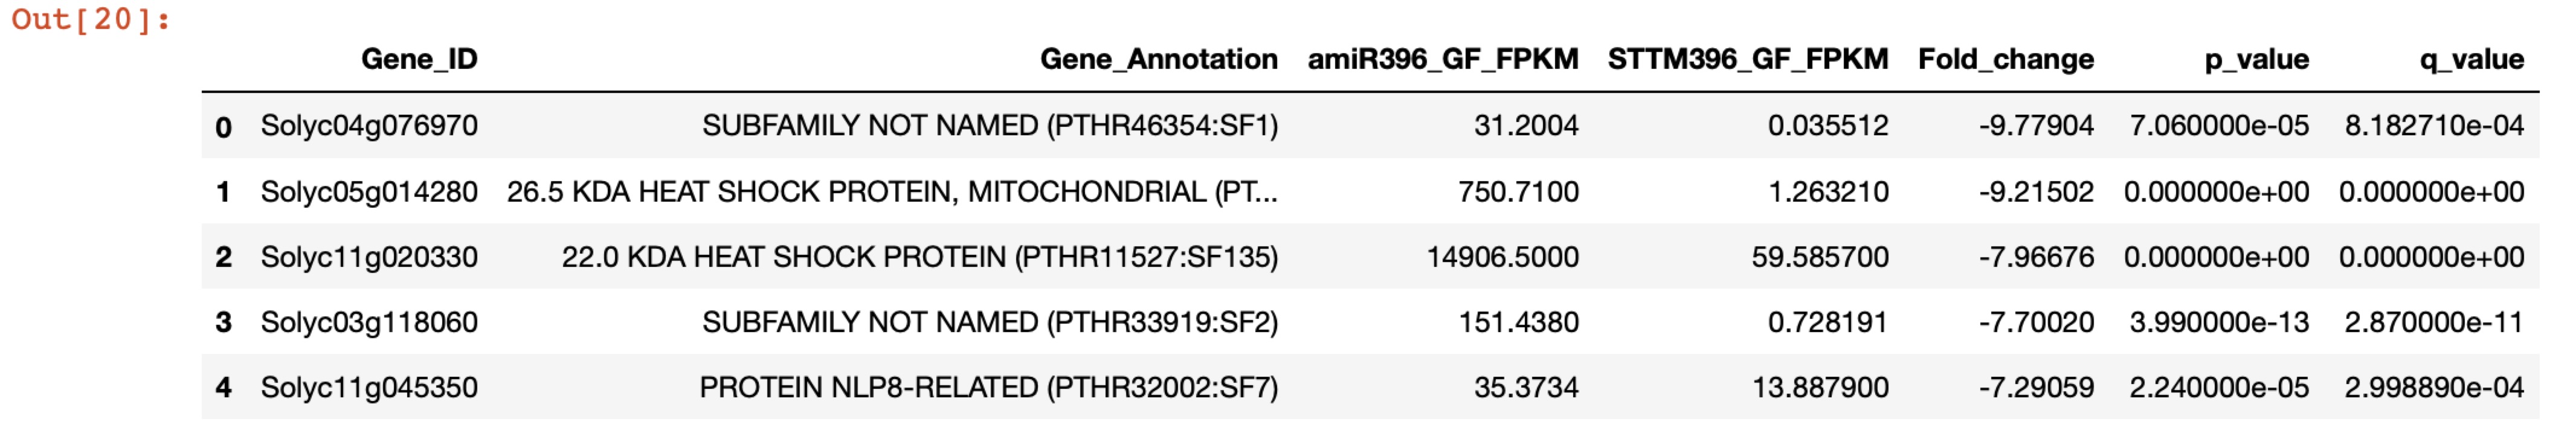 Out[20]:
Gene_ID Gene_Annotation amiR396_GF_FPKM STTM396_GF_FPKM Fold_change p_value q_value
0 Solyc04g076970 SUBFAMILY NOT NAMED (PTHR46354:SF1) 31.2004 0.035512 -9.77904 7.060000e-05 8.182710e-04
1 Solyc05g014280 26.5 KDA HEAT SHOCK PROTEIN, MITOCHONDRIAL (PT... 750.7100 1.263210 -9.21502 0.000000e+00 0.000000e+00
2 Solyc11g020330 22.0 KDA HEAT SHOCK PROTEIN (PTHR11527:SF135) 14906.5000 59.585700 -7.96676 0.000000e+00 0.000000e+00
3 Solyc03g118060 SUBFAMILY NOT NAMED (PTHR33919:SF2) 151.4380 0.728191 -7.70020 3.990000e-13 2.870000e-11
4 Solyc11g045350 PROTEIN NLP8-RELATED (PTHR32002:SF7) 35.3734 13.887900 -7.29059 2.240000e-05 2.998890e-04